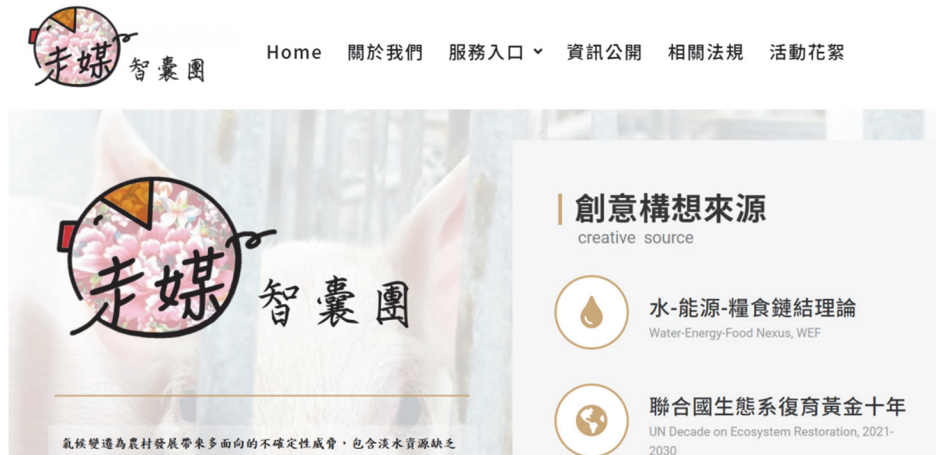 走媒 智囊團
Home 關於我們 服務入口 資訊公開 相關法規 活動花絮
走媒 智囊團
氣候變遷為農村發展帶來多面向的不確定性威脅，包含淡水資源缺乏
創意構想來源
creative source
水-能源-糧食鏈結理論
Water-Energy-Food Nexus, WEF
聯合國生態系復育黃金十年
UN Decade on Ecosystem Restoration, 2021-
2030